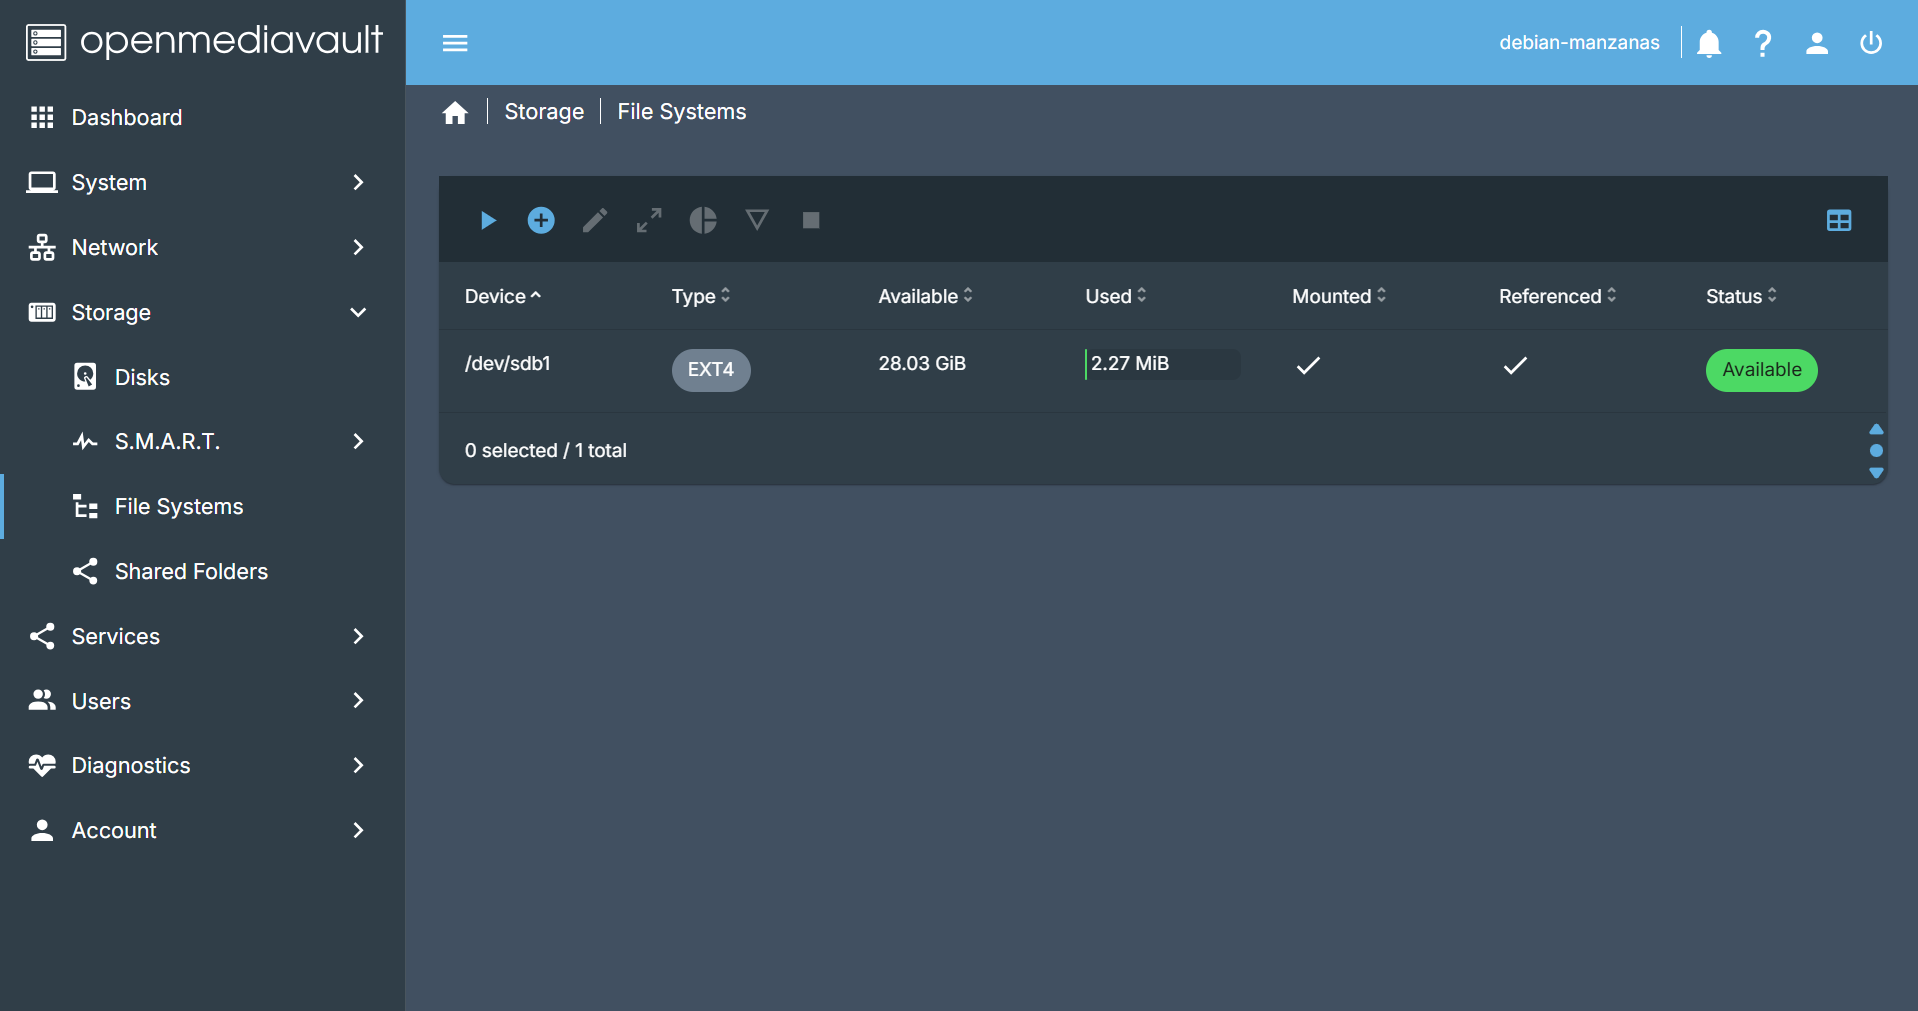 openmediavault
debian-manzanas
Dashboard
System
Network
Storage
Disks
S.M.A.R.T.
File Systems
Shared Folders
Services
Users
Diagnostics
Account
Storage | File Systems
Device Type Available Used Mounted Referenced Status
/dev/sdb1 EXT4 28.03 GiB 2.27 MiB Available
0 selected / 1 total